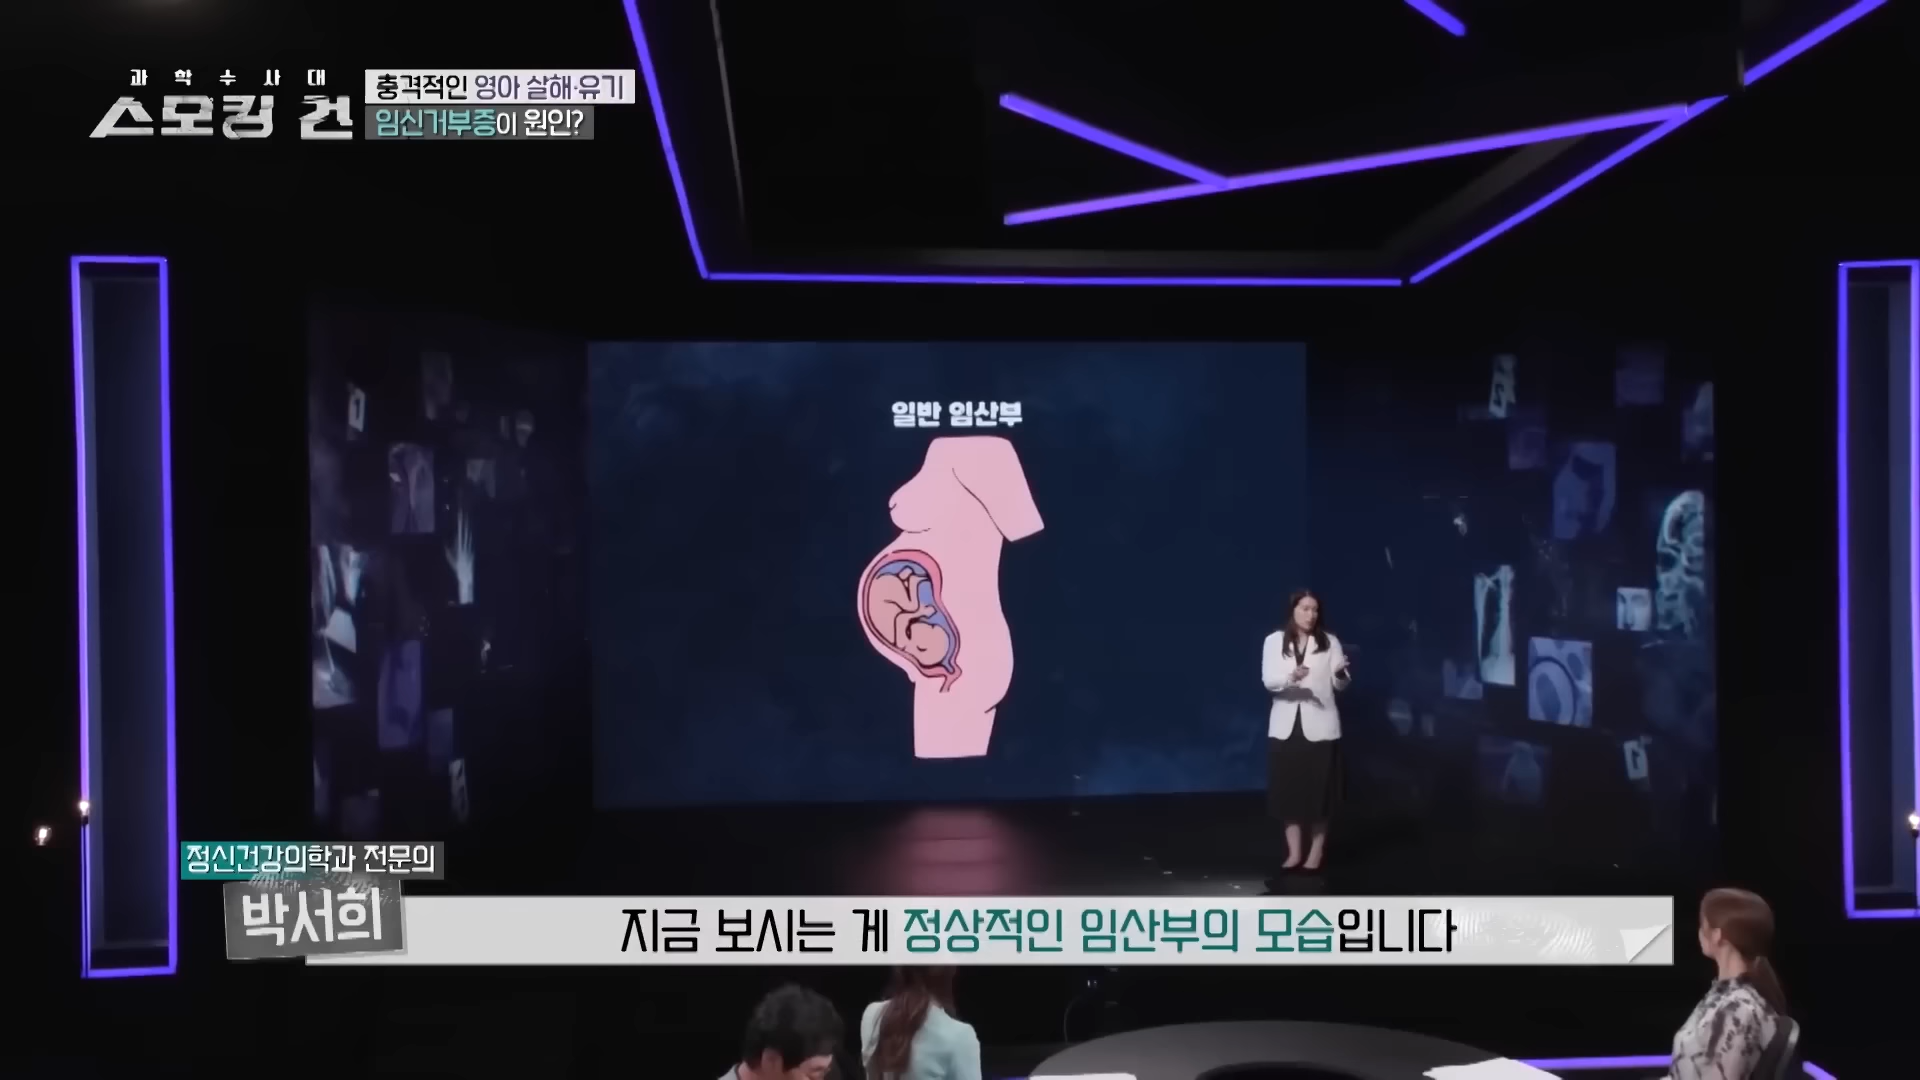 과학수사대
스모킹 건
충격적인 영아 살해·유기
임신거부증이 원인?
일반 임산부
정신건강의학과 전문의
박서희
지금 보시는 게 정상적인 임산부의 모습입니다